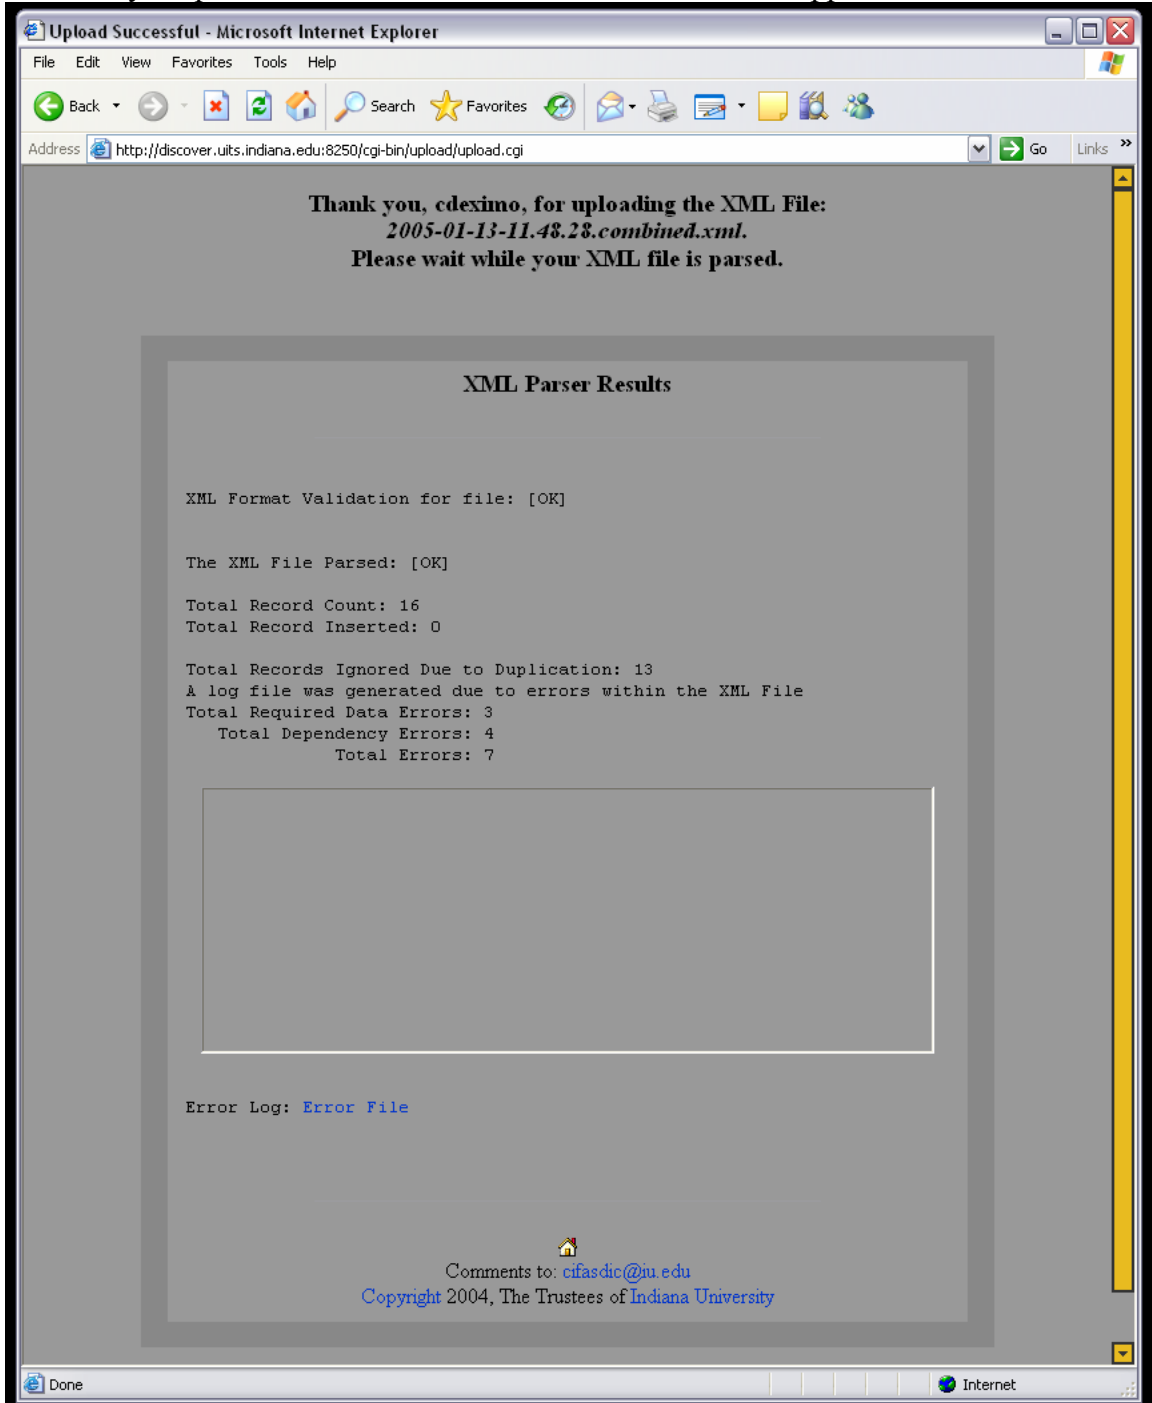 Upload Successful - Microsoft Internet Explorer
File Edit View Favorites Tools Help
Back Search Favorites
Address http://discover.uits.indiana.edu:8250/cgi-bin/upload/upload.cgi Go Links »
Thank you, cdeximo, for uploading the XML File:
2005-01-13-11.48.28.combined.xml.
Please wait while your XML file is parsed.
XML Parser Results
XML Format Validation for file: [OK]
The XML File Parsed: [OK]
Total Record Count: 16
Total Record Inserted: 0
Total Records Ignored Due to Duplication: 13
A log file was generated due to errors within the XML File
Total Required Data Errors: 3
Total Dependency Errors: 4
Total Errors: 7
Error Log: Error File
Comments to: cifasdic@iu.edu
Copyright 2004, The Trustees of Indiana University
Done Internet